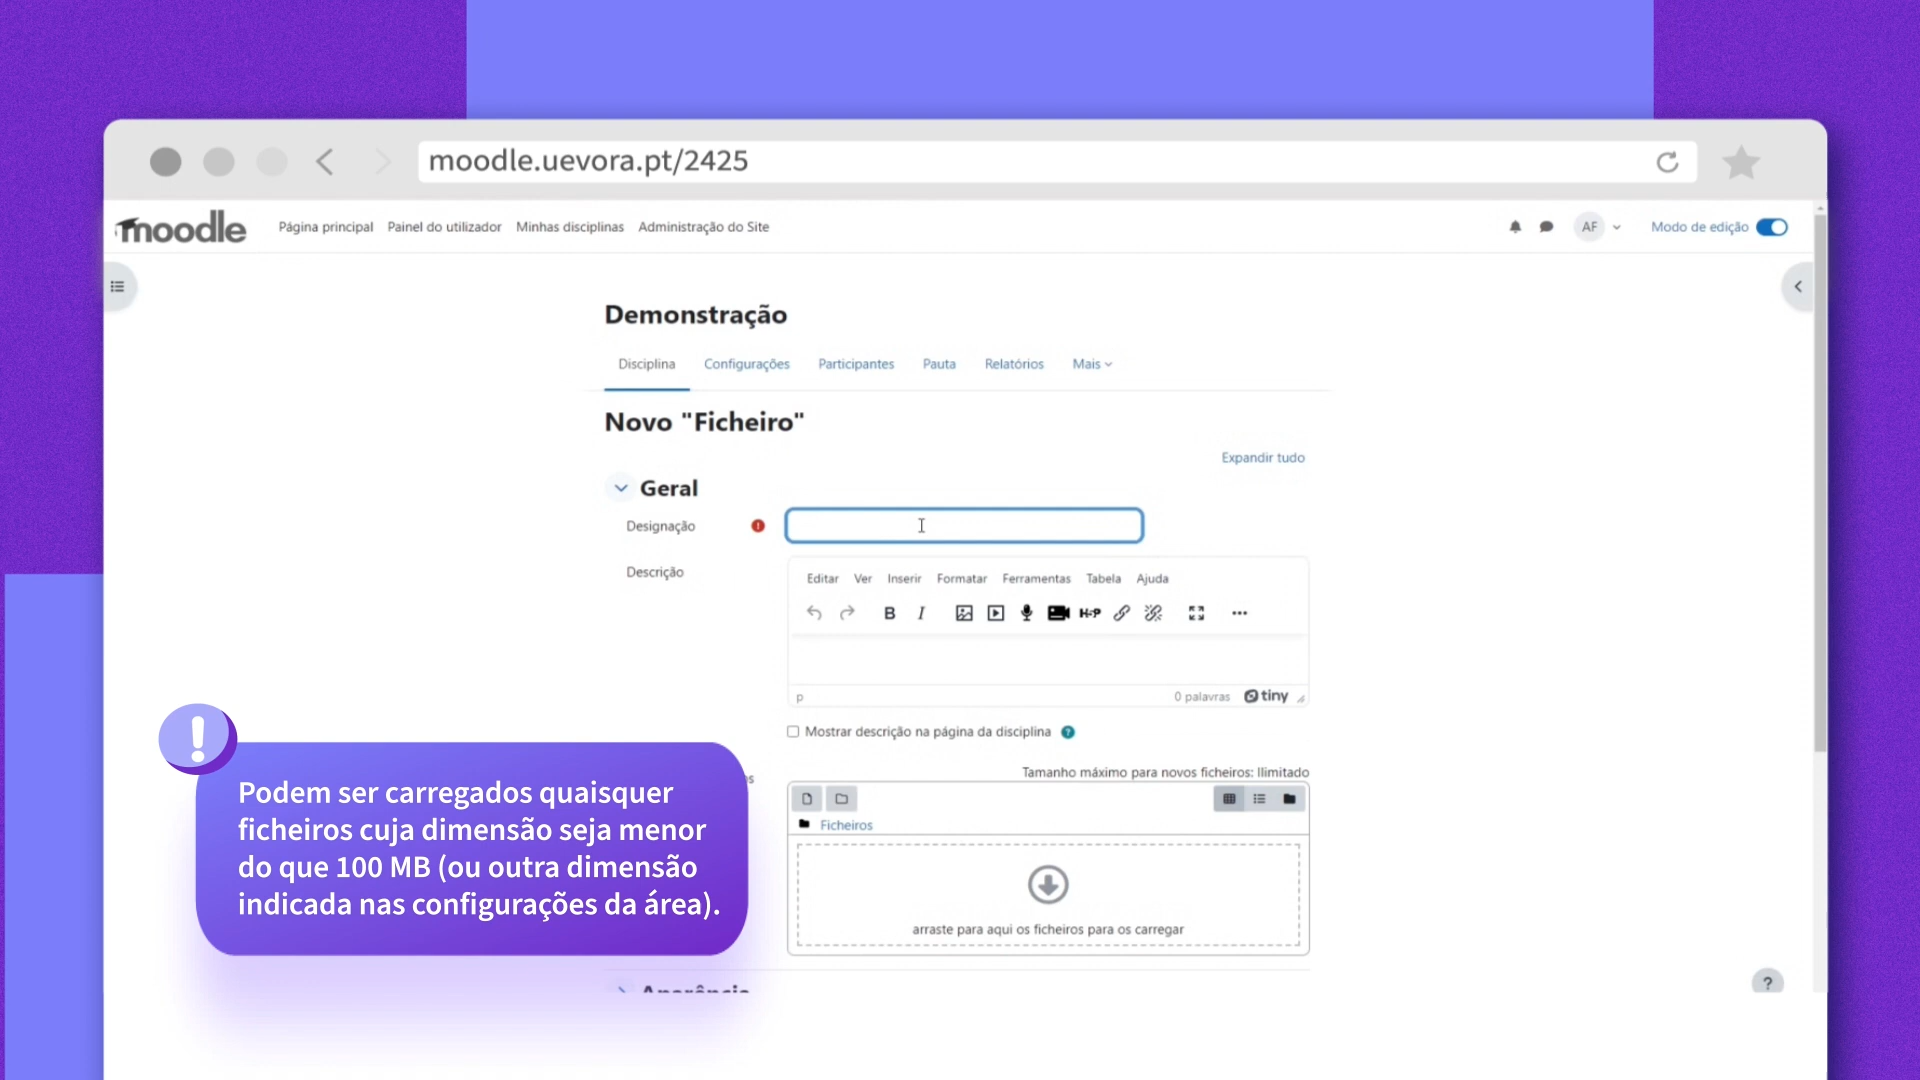 moodle.uevora.pt/2425
moodle
Página principal
Painel do utilizador
Minhas disciplinas
Administração do Site
AF
Modo de edição
Demonstração
Disciplina
Configurações
Participantes
Pauta
Relatórios
Mais
Novo "Ficheiro"
Expandir tudo
Geral
Designação
Descrição
Editar
Ver
Inserir
Formatar
Ferramentas
Tabela
Ajuda
B
I
H-P
p
0 palavras
tiny
Mostrar descrição na página da disciplina
?
Tamanho máximo para novos ficheiros: Ilimitado
Ficheiros
arraste para aqui os ficheiros para os carregar
!
Podem ser carregados quaisquer
ficheiros cuja dimensão seja menor
do que 100 MB (ou outra dimensão
indicada nas configurações da área).
Aparência
?